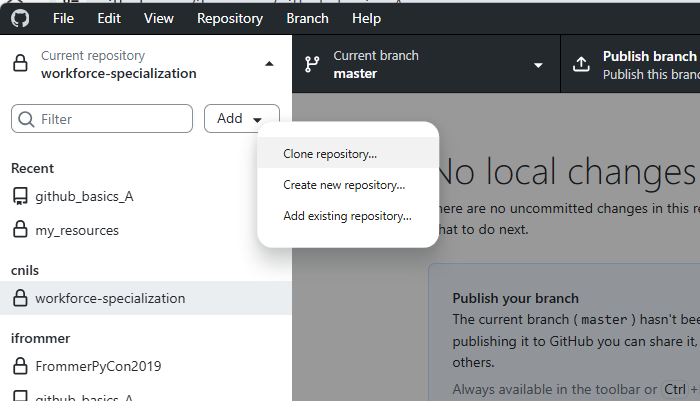 File Edit View Repository Branch Help
Current repository
workforce-specialization
Current branch
master
Publish branch
Publish this
Filter
Add
Clone repository...
Create new repository...
Add existing repository...
Recent
github_basics_A
my_resources
cnils
workforce-specialization
ifrommer
FrommerPyCon2019
github_basics_A
No local changes
here are no uncommitted changes in this
hat to do next.
Publish your branch
The current branch ( master ) hasn't
publishing it to GitHub you can share it,
others.
Always available in the toolbar or Ctrl +